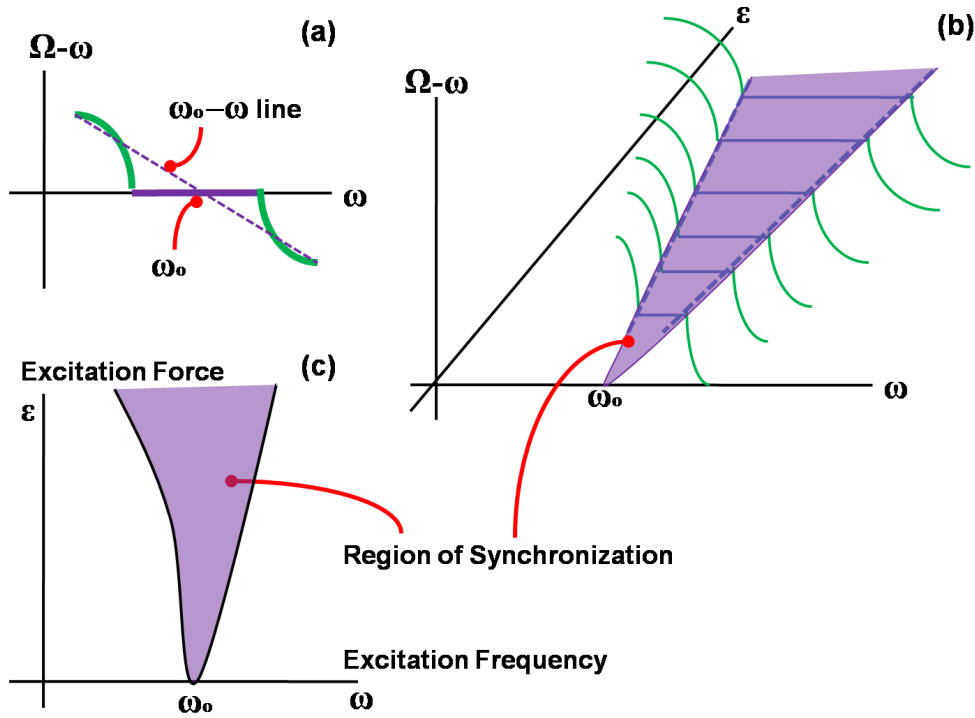 (a)
Ω-ω
ωₒ−ω line
ω
ωₒ
(b)
ε
Ω-ω
ωₒ
ω
(c)
Excitation Force
ε
Region of Synchronization
Excitation Frequency
ωₒ
ω